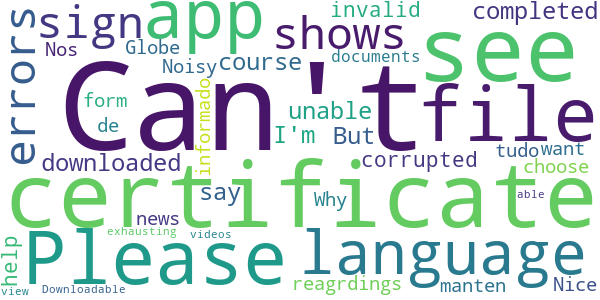 sign
app
invalid
completed
Nos
Globe
shows
see
errors
Noisy
course
documents
Can't
file
form
de
informado
unable
I'm
But
tudo
want
downloaded
corrupted
choose
certificate
say
Why
able
news
help
Please
exhausting
videos
language
reagrdings
manten
Nice
view
Downloadable